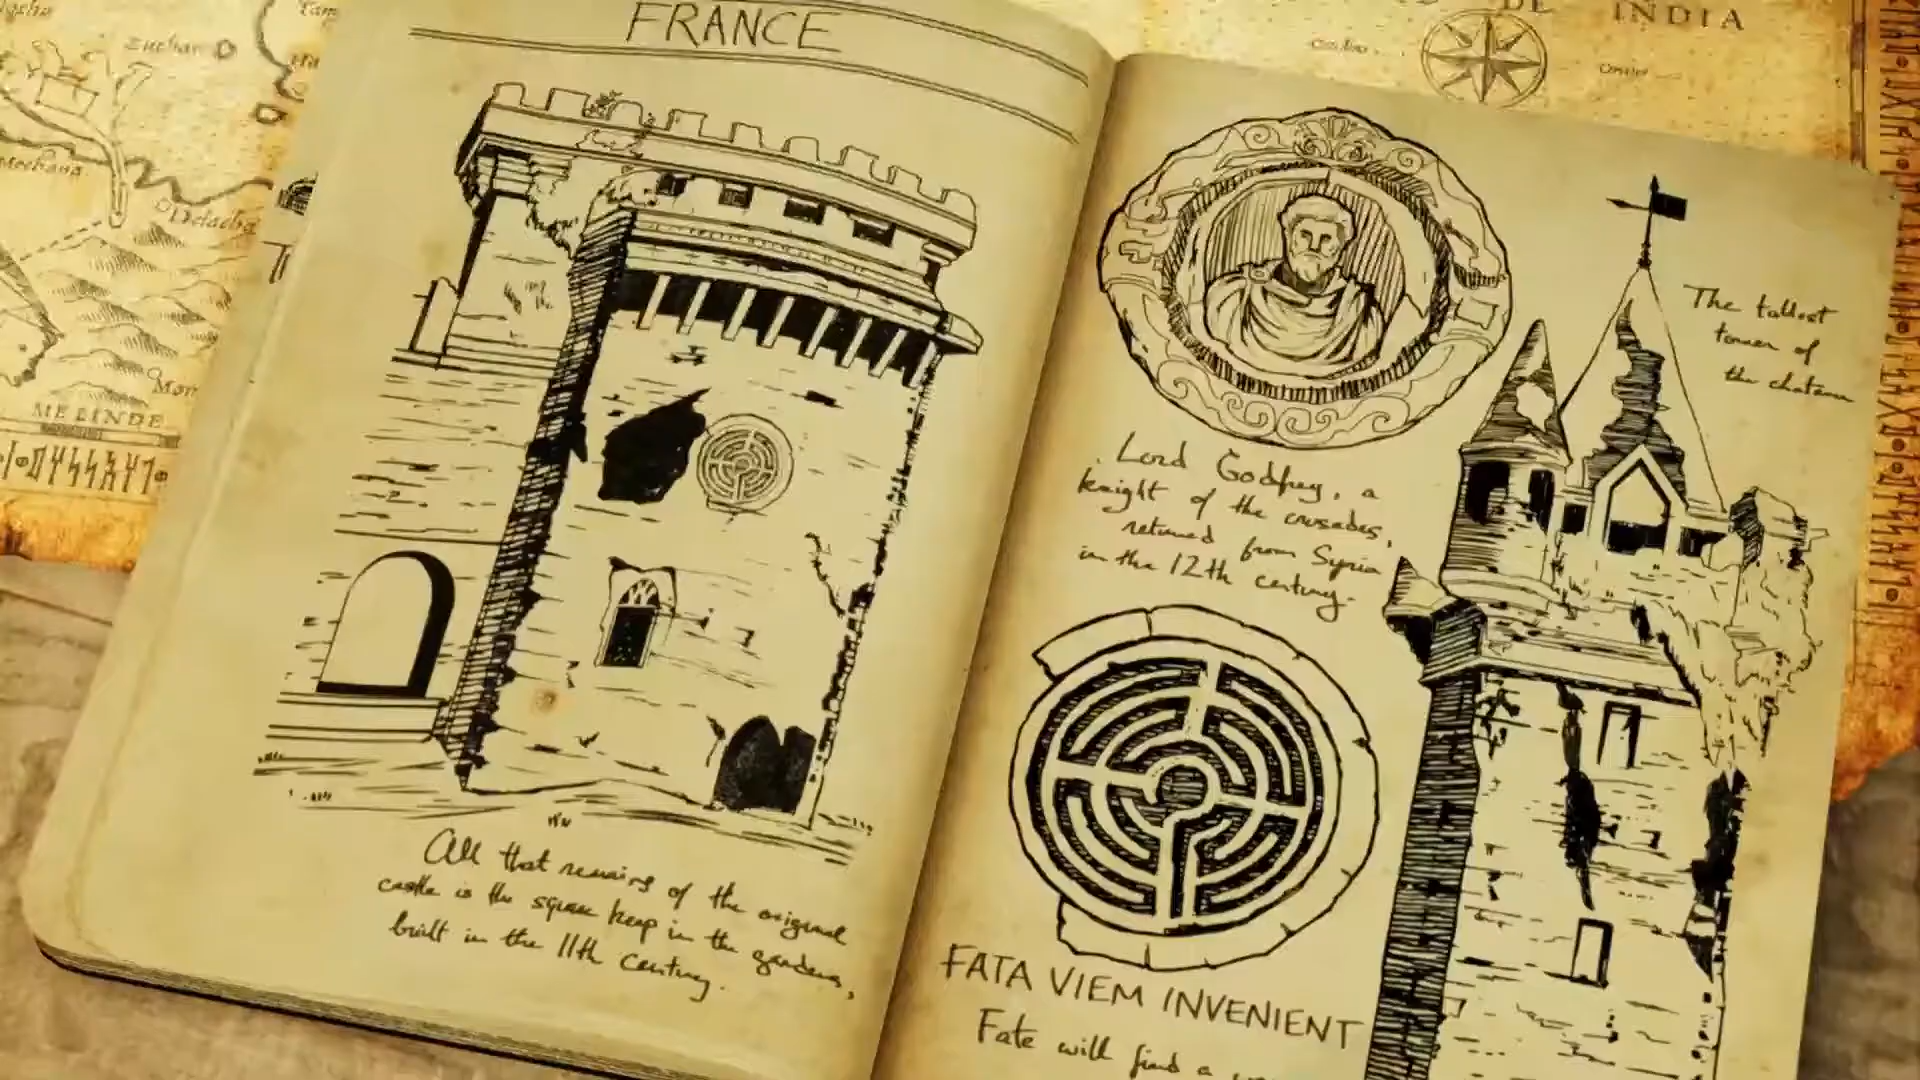 FRANCE
All that remains of the original
castle is the square keep in the gardens,
built in the 11th century.
Lord Godfrey, a
knight of the crusades,
returned from Syria
in the 12th century.
FATA VIEM INVENIENT
Fate will find a
The tallest
tower of
the chateau
DE INDIA
MELINDE